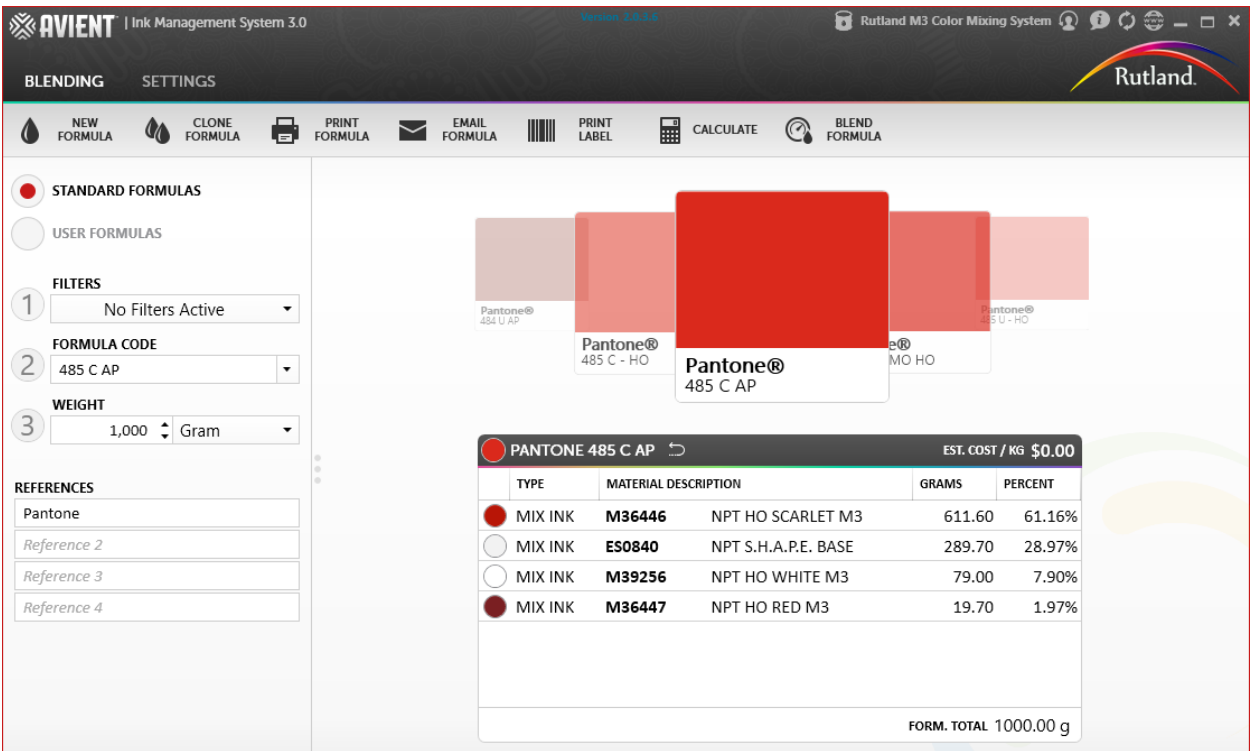 AVIENT | Ink Management System 3.0
Rutland M3 Color Mixing System
BLENDING SETTINGS
Rutland.
NEW FORMULA
CLONE FORMULA
PRINT FORMULA
EMAIL FORMULA
PRINT LABEL
CALCULATE
BLEND FORMULA
STANDARD FORMULAS
USER FORMULAS
FILTERS
1 No Filters Active
FORMULA CODE
2 485 C AP
WEIGHT
3 1,000 Gram
REFERENCES
Pantone
Reference 2
Reference 3
Reference 4
Pantone®
484 U AP
Pantone®
485 C - HO
Pantone®
485 C AP
e®
MO HO
antone®
485 U - HO
PANTONE 485 C AP EST. COST / KG $0.00
TYPE MATERIAL DESCRIPTION GRAMS PERCENT
MIX INK M36446 NPT HO SCARLET M3 611.60 61.16%
MIX INK ES0840 NPT S.H.A.P.E. BASE 289.70 28.97%
MIX INK M39256 NPT HO WHITE M3 79.00 7.90%
MIX INK M36447 NPT HO RED M3 19.70 1.97%
FORM. TOTAL 1000.00 g